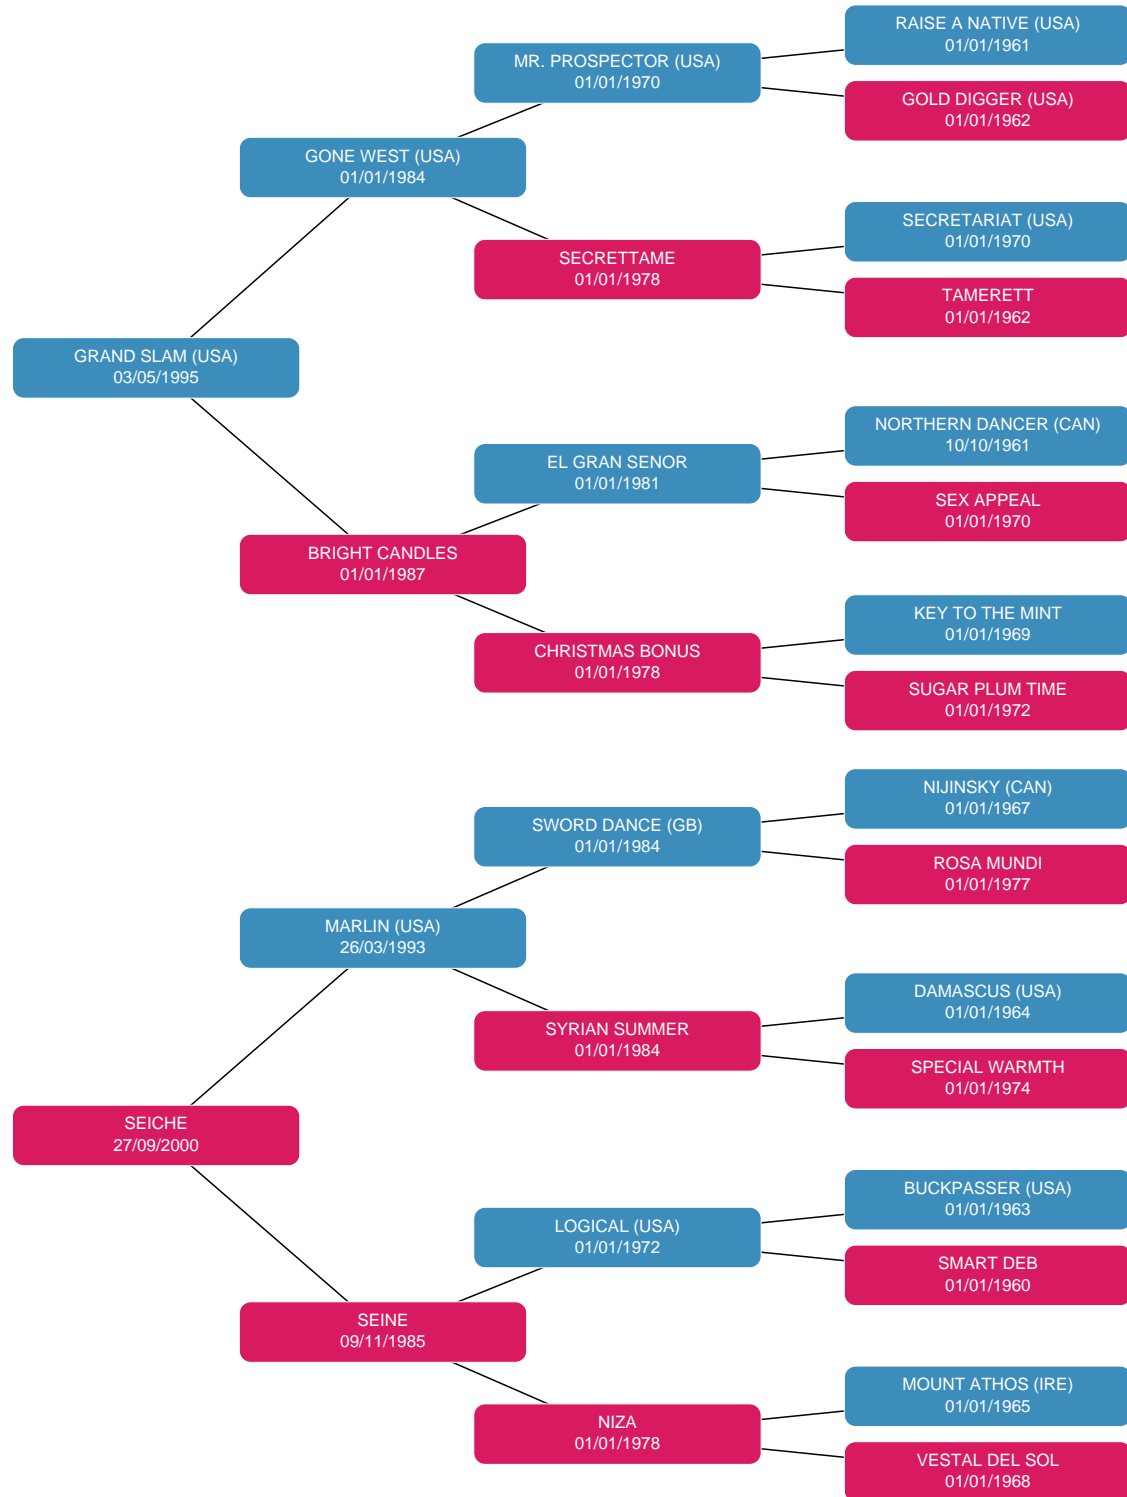 RAISE A NATIVE (USA)
01/01/1961
MR. PROSPECTOR (USA)
01/01/1970
GOLD DIGGER (USA)
01/01/1962
GONE WEST (USA)
01/01/1984
SECRETARIAT (USA)
01/01/1970
SECRETTAME
01/01/1978
TAMERETT
01/01/1962
GRAND SLAM (USA)
03/05/1995
NORTHERN DANCER (CAN)
10/10/1961
EL GRAN SENOR
01/01/1981
SEX APPEAL
01/01/1970
BRIGHT CANDLES
01/01/1987
KEY TO THE MINT
01/01/1969
CHRISTMAS BONUS
01/01/1978
SUGAR PLUM TIME
01/01/1972
NIJINSKY (CAN)
01/01/1967
SWORD DANCE (GB)
01/01/1984
ROSA MUNDI
01/01/1977
MARLIN (USA)
26/03/1993
DAMASCUS (USA)
01/01/1964
SYRIAN SUMMER
01/01/1984
SPECIAL WARMTH
01/01/1974
SEICHE
27/09/2000
BUCKPASSER (USA)
01/01/1963
LOGICAL (USA)
01/01/1972
SMART DEB
01/01/1960
SEINE
09/11/1985
MOUNT ATHOS (IRE)
01/01/1965
NIZA
01/01/1978
VESTAL DEL SOL
01/01/1968